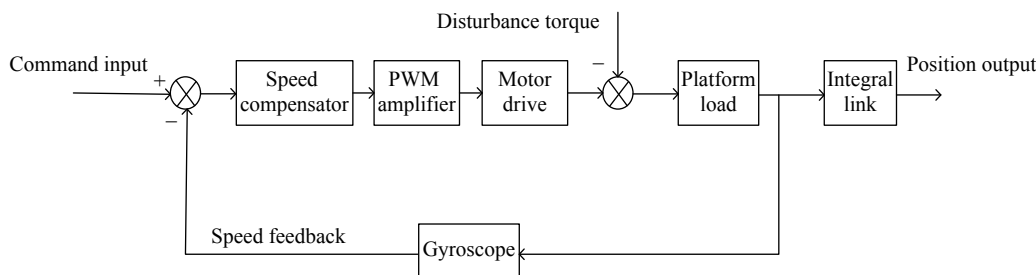 Disturbance torque
Command input
+
−
Speed
compensator
PWM
amplifier
Motor
drive
−
Platform
load
Integral
link
Position output
Speed feedback
Gyroscope